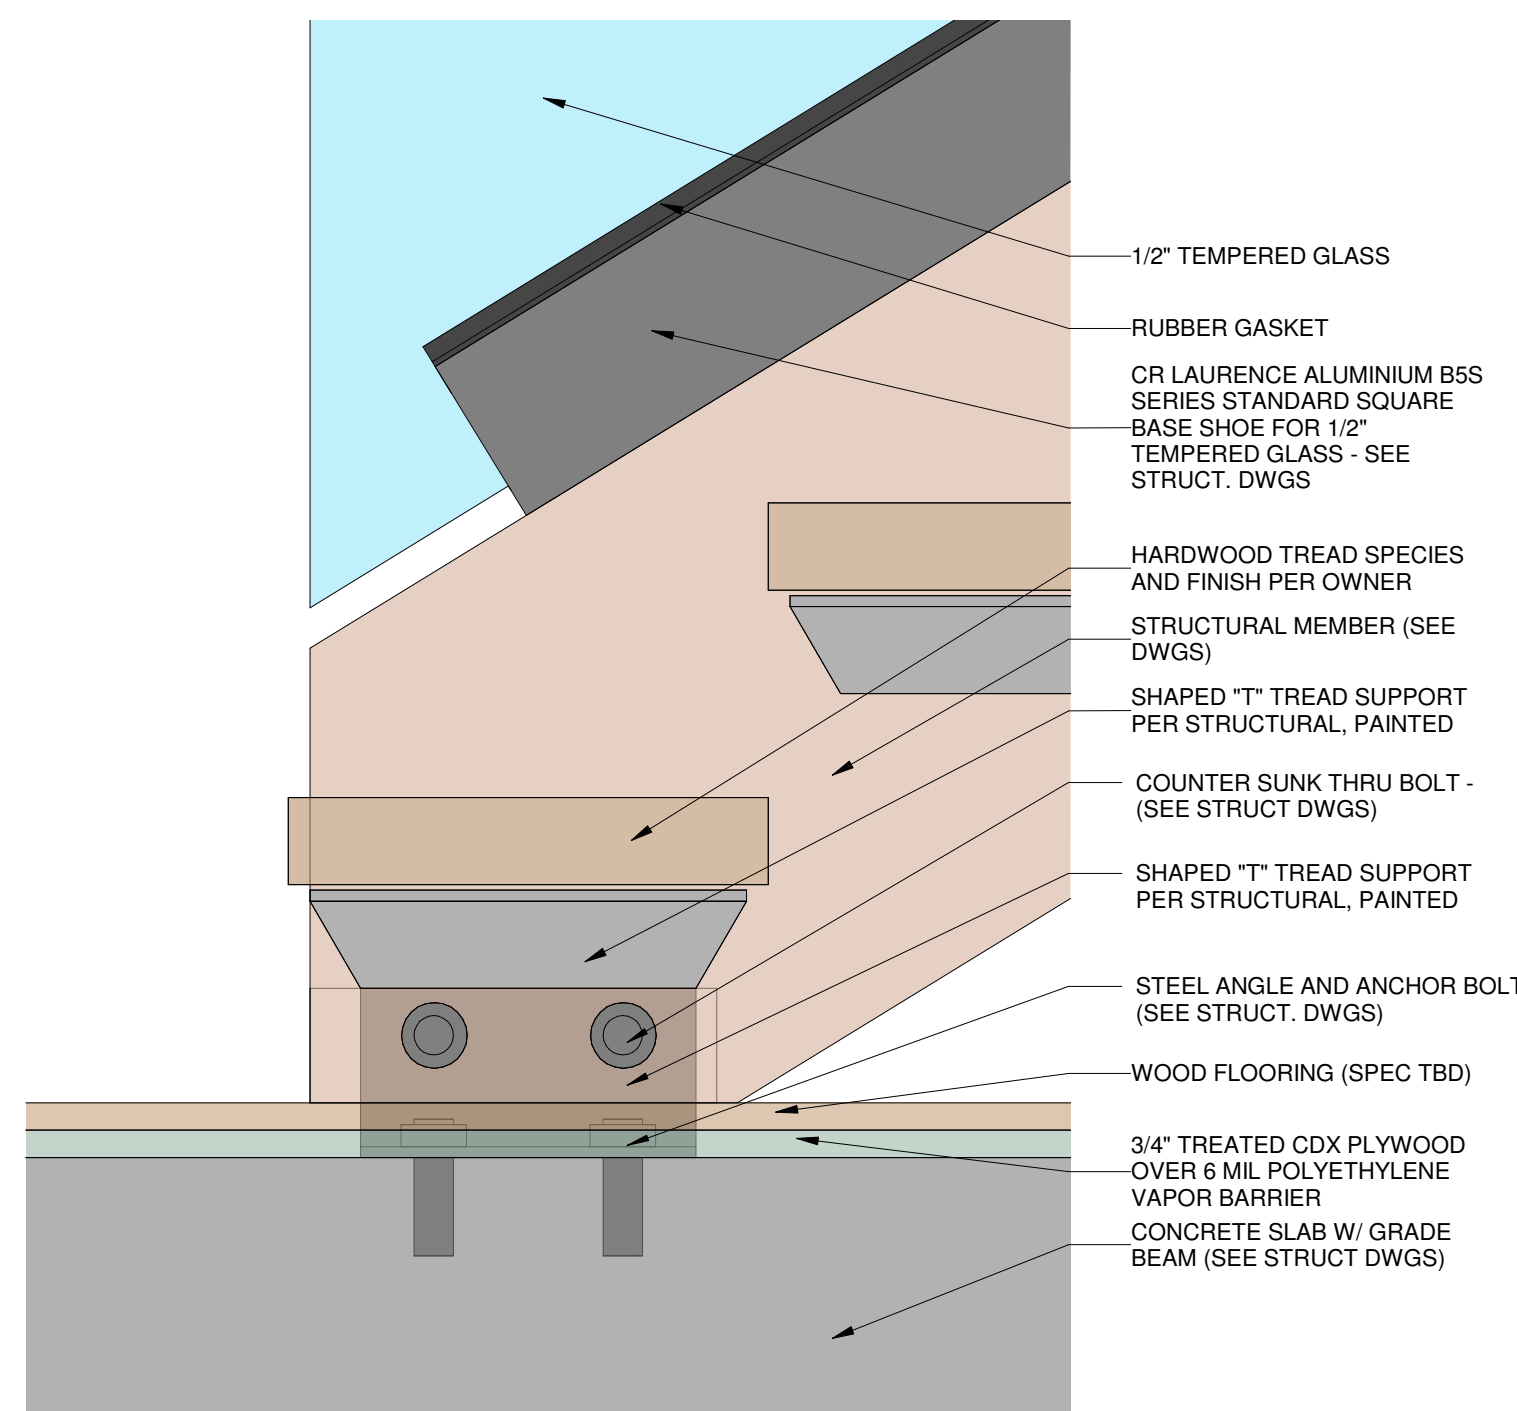 1/2" TEMPERED GLASS
RUBBER GASKET
CR LAURENCE ALUMINIUM B5S
SERIES STANDARD SQUARE
BASE SHOE FOR 1/2"
TEMPERED GLASS - SEE
STRUCT. DWGS
HARDWOOD TREAD SPECIES
AND FINISH PER OWNER
STRUCTURAL MEMBER (SEE
DWGS)
SHAPED "T" TREAD SUPPORT
PER STRUCTURAL, PAINTED
COUNTER SUNK THRU BOLT -
(SEE STRUCT DWGS)
SHAPED "T" TREAD SUPPORT
PER STRUCTURAL, PAINTED
STEEL ANGLE AND ANCHOR BOLT
(SEE STRUCT. DWGS)
WOOD FLOORING (SPEC TBD)
3/4" TREATED CDX PLYWOOD
OVER 6 MIL POLYETHYLENE
VAPOR BARRIER
CONCRETE SLAB W/ GRADE
BEAM (SEE STRUCT DWGS)